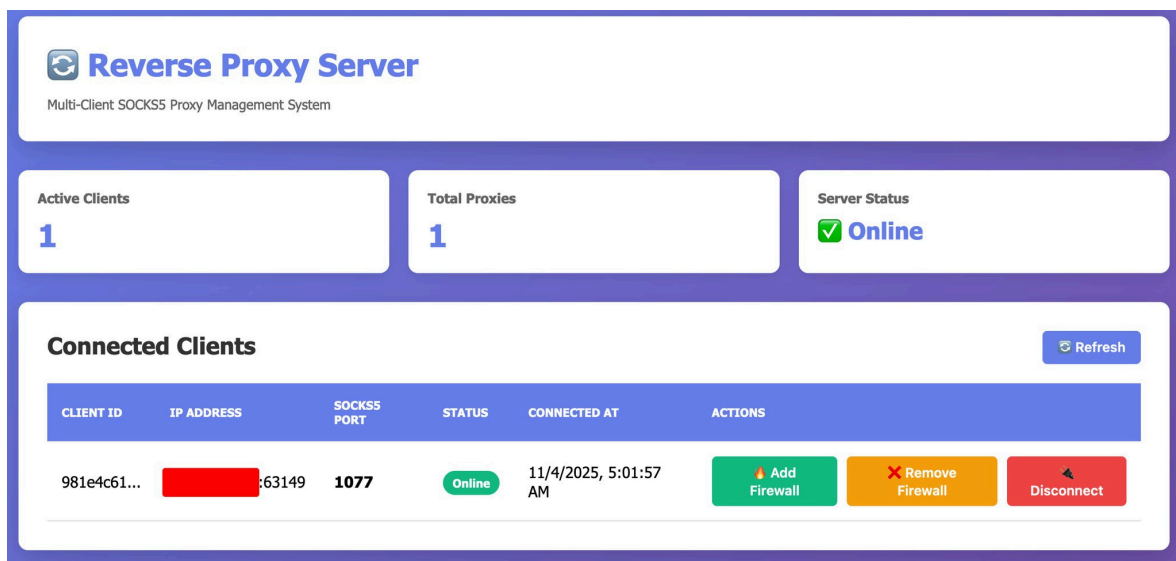 Reverse Proxy Server
Multi-Client SOCKS5 Proxy Management System
Active Clients
1
Total Proxies
1
Server Status
Online
Connected Clients
Refresh
CLIENT ID
IP ADDRESS
SOCKS5
PORT
STATUS
CONNECTED AT
ACTIONS
981e4c61...
:63149
1077
Online
11/4/2025, 5:01:57
AM
Add
Firewall
Remove
Firewall
Disconnect